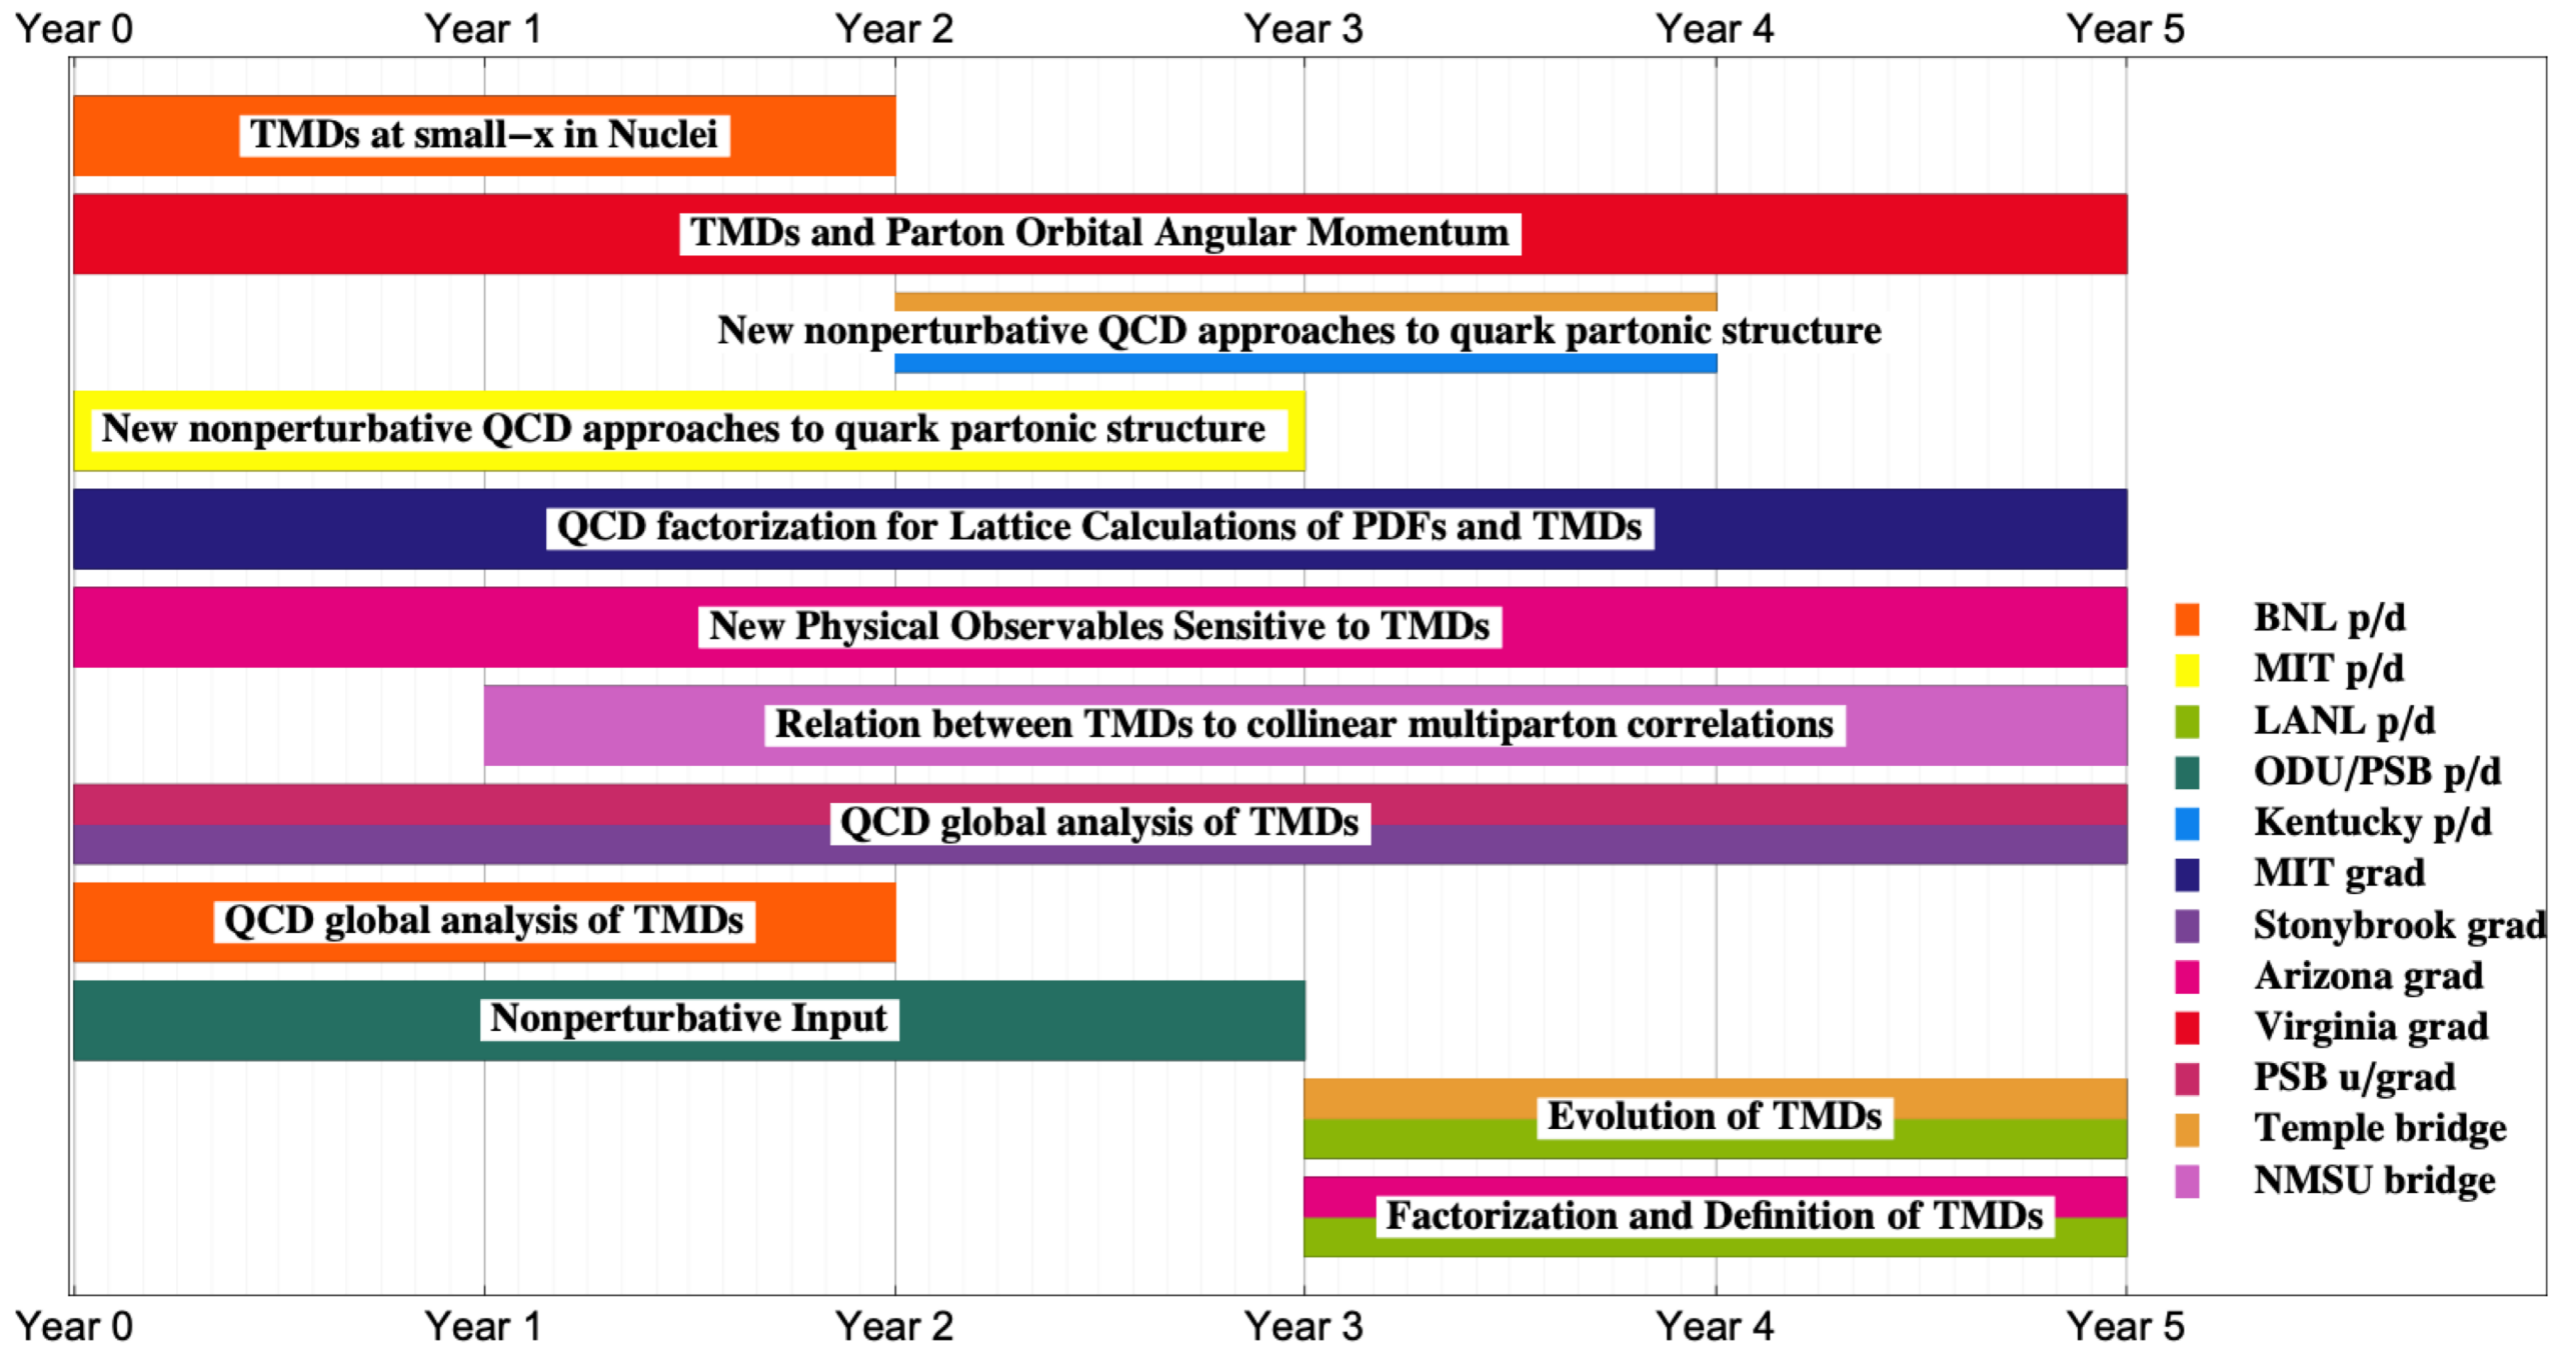 Year 0 Year 1 Year 2 Year 3 Year 4 Year 5
TMDs at small−x in Nuclei
TMDs and Parton Orbital Angular Momentum
New nonperturbative QCD approaches to quark partonic structure
New nonperturbative QCD approaches to quark partonic structure
QCD factorization for Lattice Calculations of PDFs and TMDs
New Physical Observables Sensitive to TMDs
Relation between TMDs to collinear multiparton correlations
QCD global analysis of TMDs
QCD global analysis of TMDs
Nonperturbative Input
Evolution of TMDs
Factorization and Definition of TMDs
BNL p/d
MIT p/d
LANL p/d
ODU/PSB p/d
Kentucky p/d
MIT grad
Stonybrook grad
Arizona grad
Virginia grad
PSB u/grad
Temple bridge
NMSU bridge
Year 0 Year 1 Year 2 Year 3 Year 4 Year 5